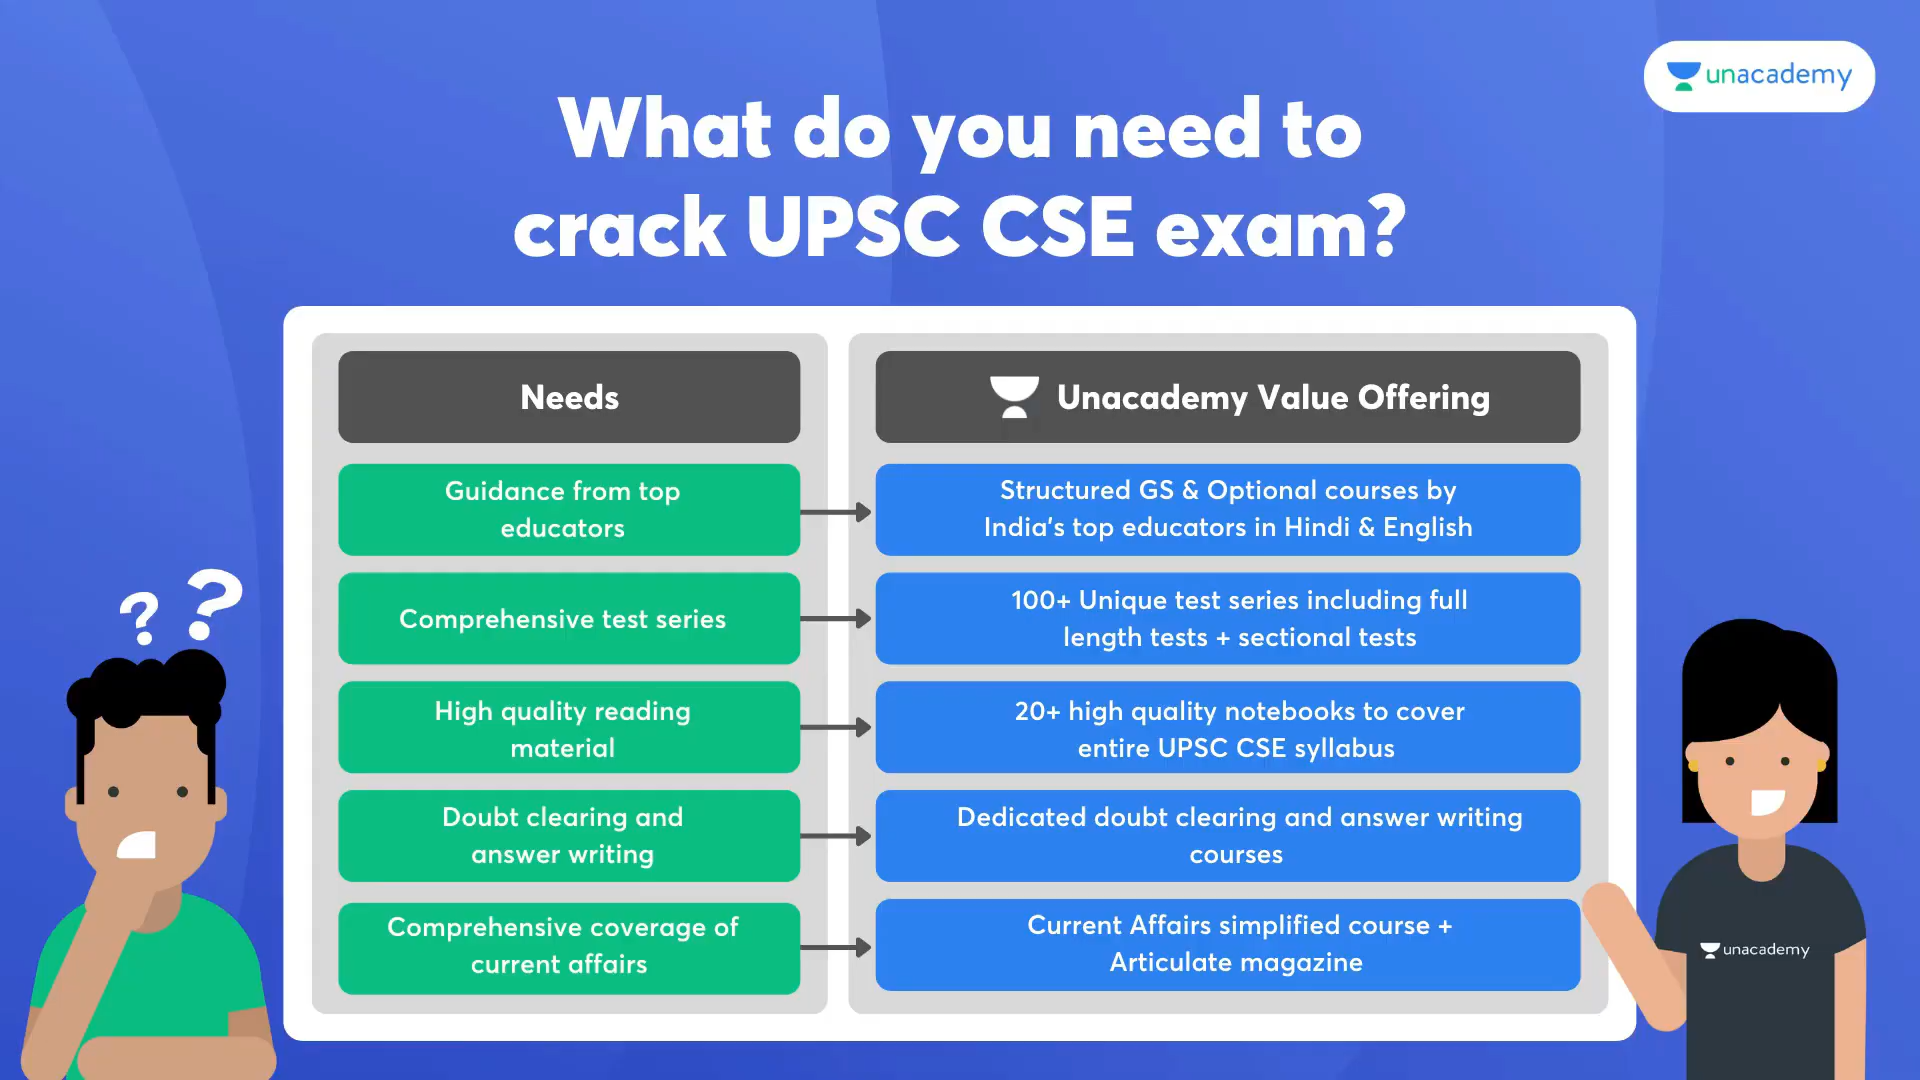 unacademy
What do you need to
crack UPSC CSE exam?
Needs
Unacademy Value Offering
Guidance from top
educators
Structured GS & Optional courses by
India's top educators in Hindi & English
Comprehensive test series
100+ Unique test series including full
length tests + sectional tests
High quality reading
material
20+ high quality notebooks to cover
entire UPSC CSE syllabus
Doubt clearing and
answer writing
Dedicated doubt clearing and answer writing
courses
Comprehensive coverage of
current affairs
Current Affairs simplified course +
Articulate magazine
? ?
unacademy